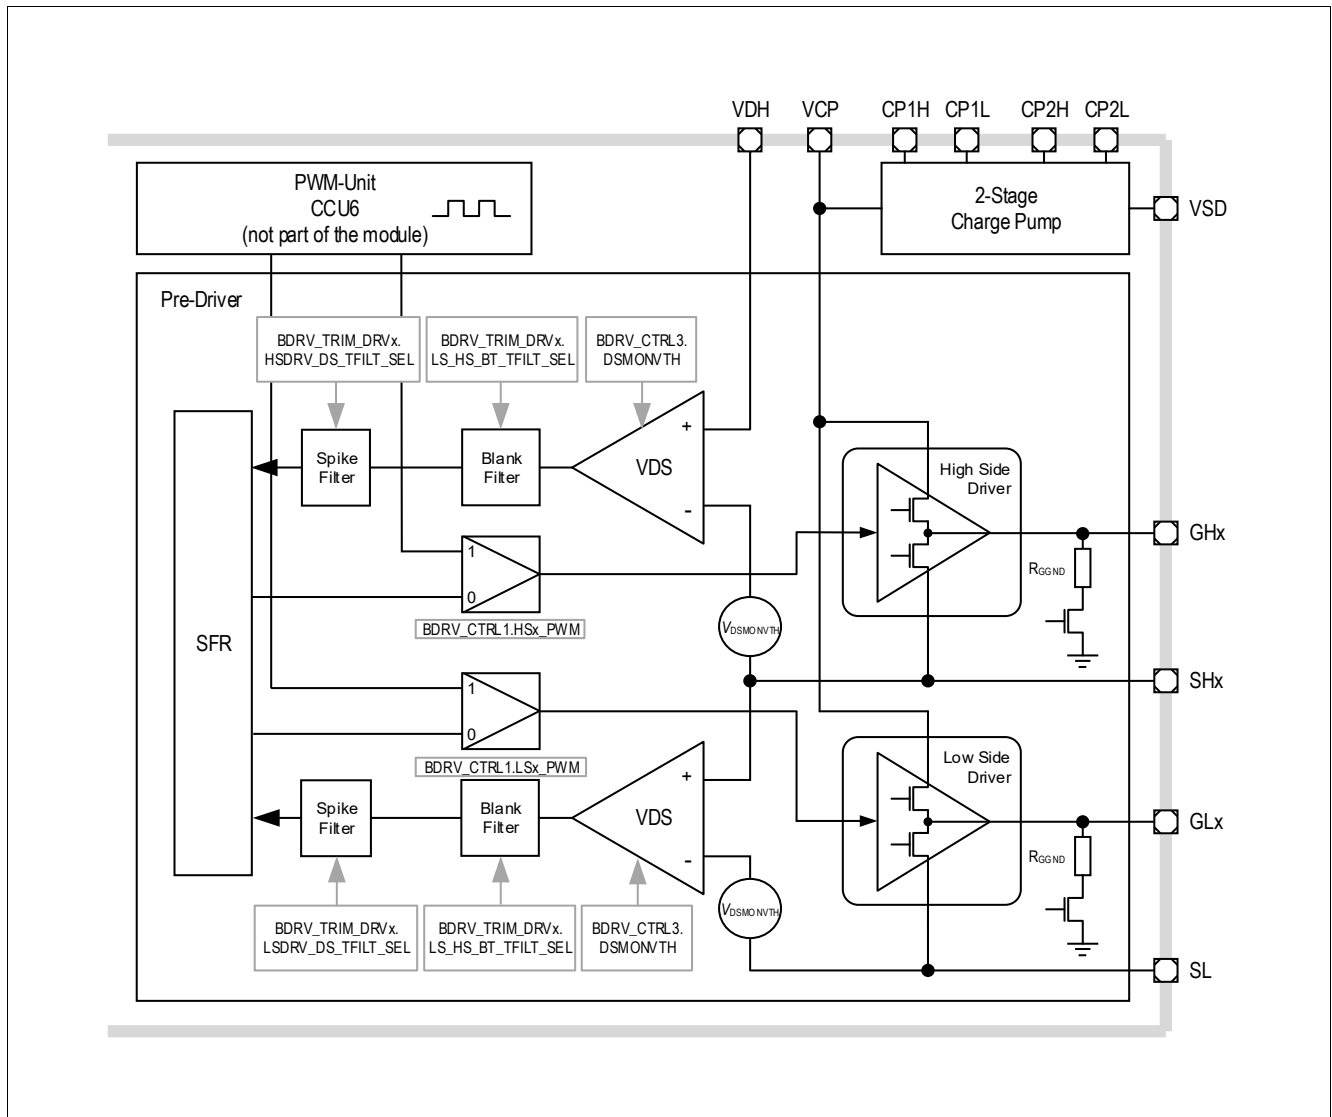 VDH VCP CP1H CP1L CP2H CP2L
PWM-Unit
CCU6
(not part of the module)
2-Stage
Charge Pump
VSD
Pre-Driver
BDRV_TRIM_DRVx.
HSDRV_DS_TFILT_SEL
BDRV_TRIM_DRVx.
LS_HS_BT_TFILT_SEL
BDRV_CTRL3.
DSMONVTH
Spike
Filter
Blank
Filter
VDS
+
-
High Side
Driver
GHx
1
0
RGGND
BDRV_CTRL1.HSx_PWM
VDSMONVTH
SFR
SHx
1
0
BDRV_CTRL1.LSx_PWM
Low Side
Driver
Spike
Filter
Blank
Filter
VDS
+
-
GLx
RGGND
VDSMONVTH
BDRV_TRIM_DRVx.
LSDRV_DS_TFILT_SEL
BDRV_TRIM_DRVx.
LS_HS_BT_TFILT_SEL
BDRV_CTRL3.
DSMONVTH
SL